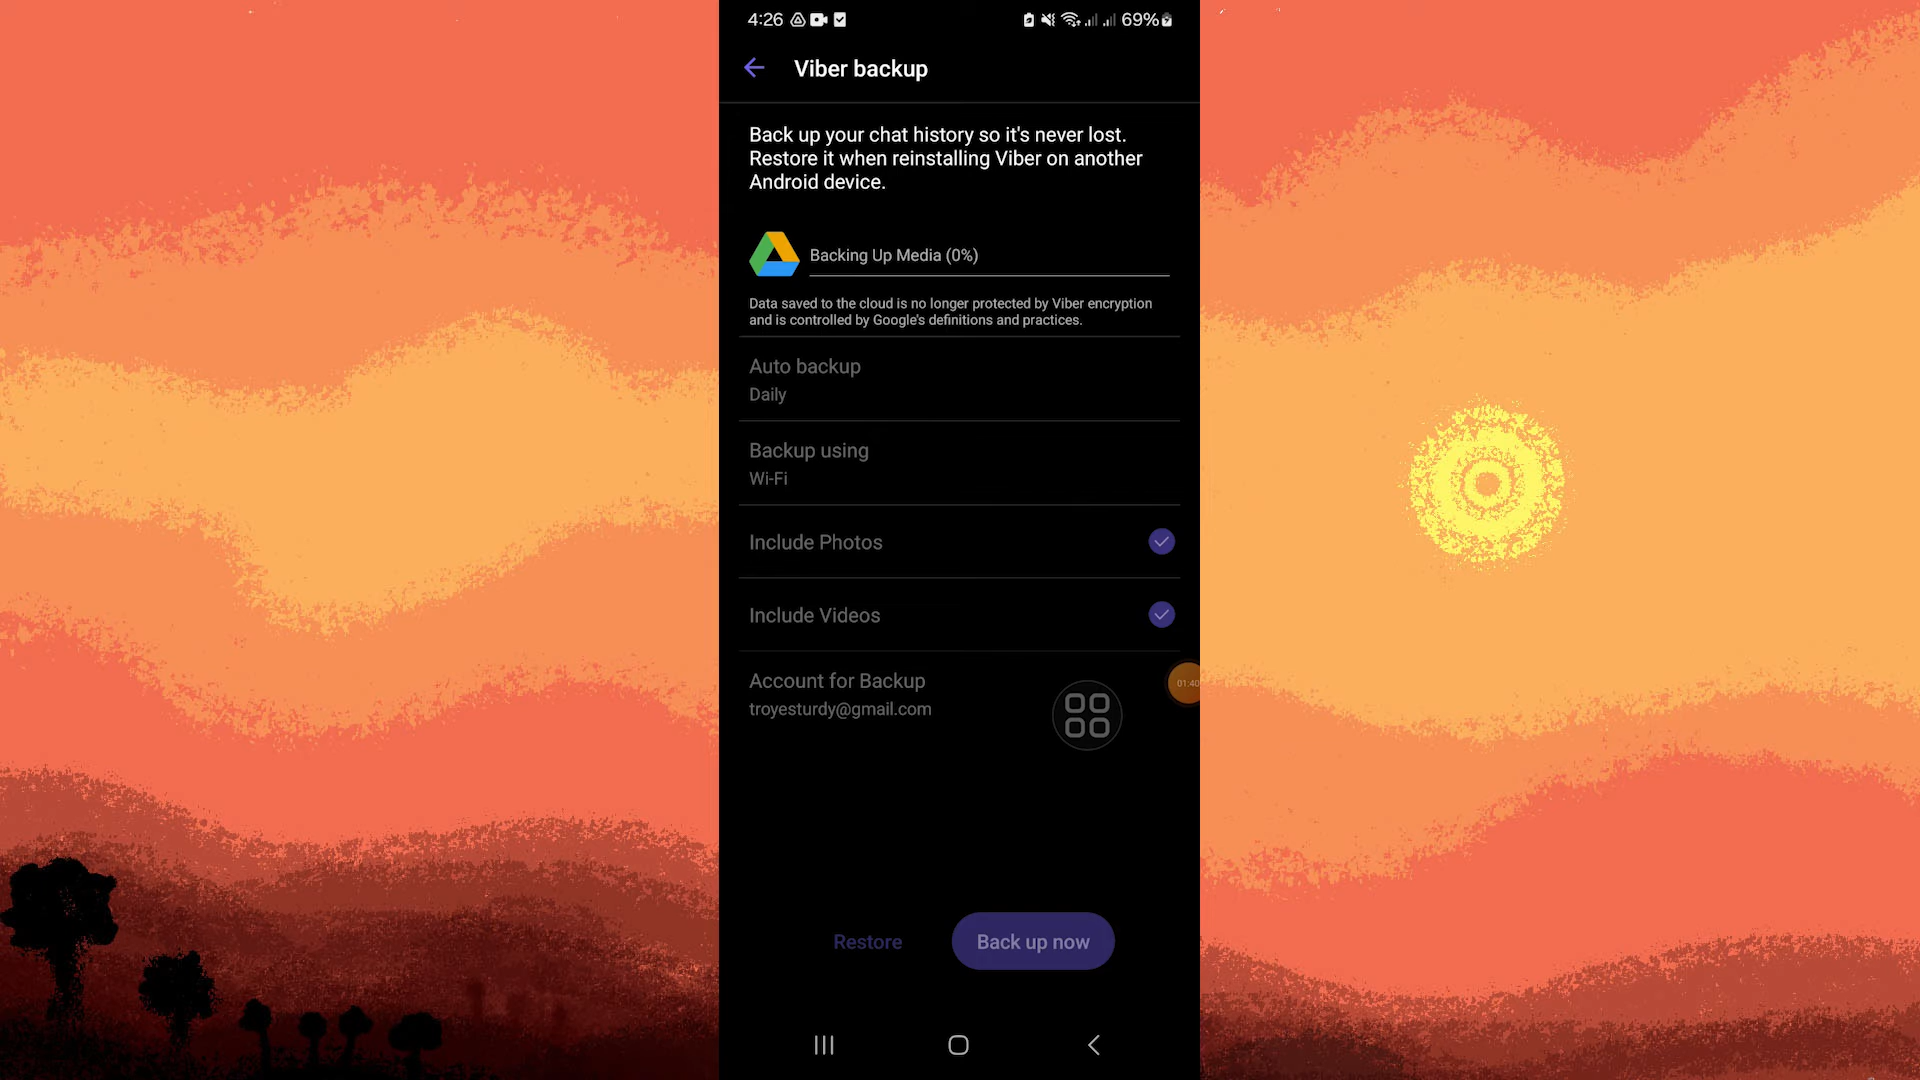 4:26
69%
Viber backup
Back up your chat history so it's never lost.
Restore it when reinstalling Viber on another
Android device.
Backing Up Media (0%)
Data saved to the cloud is no longer protected by Viber encryption
and is controlled by Google's definitions and practices.
Auto backup
Daily
Backup using
Wi-Fi
Include Photos
Include Videos
Account for Backup
troyesturdy@gmail.com
01:40
Restore
Back up now